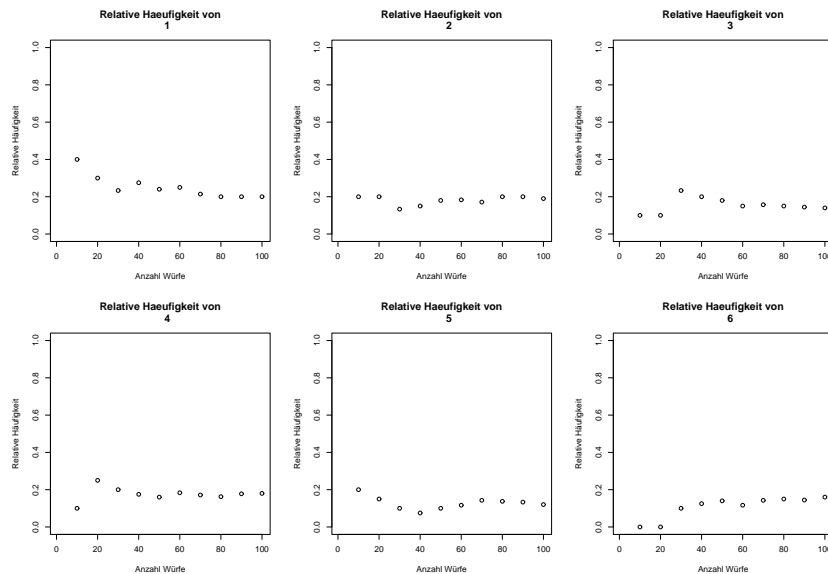 Relative Haeufigkeit von
1
Relative Häufigkeit
0.0 0.2 0.4 0.6 0.8 1.0
0 20 40 60 80 100
Anzahl Würfe
Relative Haeufigkeit von
2
Relative Häufigkeit
0.0 0.2 0.4 0.6 0.8 1.0
0 20 40 60 80 100
Anzahl Würfe
Relative Haeufigkeit von
3
Relative Häufigkeit
0.0 0.2 0.4 0.6 0.8 1.0
0 20 40 60 80 100
Anzahl Würfe
Relative Haeufigkeit von
4
Relative Häufigkeit
0.0 0.2 0.4 0.6 0.8 1.0
0 20 40 60 80 100
Anzahl Würfe
Relative Haeufigkeit von
5
Relative Häufigkeit
0.0 0.2 0.4 0.6 0.8 1.0
0 20 40 60 80 100
Anzahl Würfe
Relative Haeufigkeit von
6
Relative Häufigkeit
0.0 0.2 0.4 0.6 0.8 1.0
0 20 40 60 80 100
Anzahl Würfe